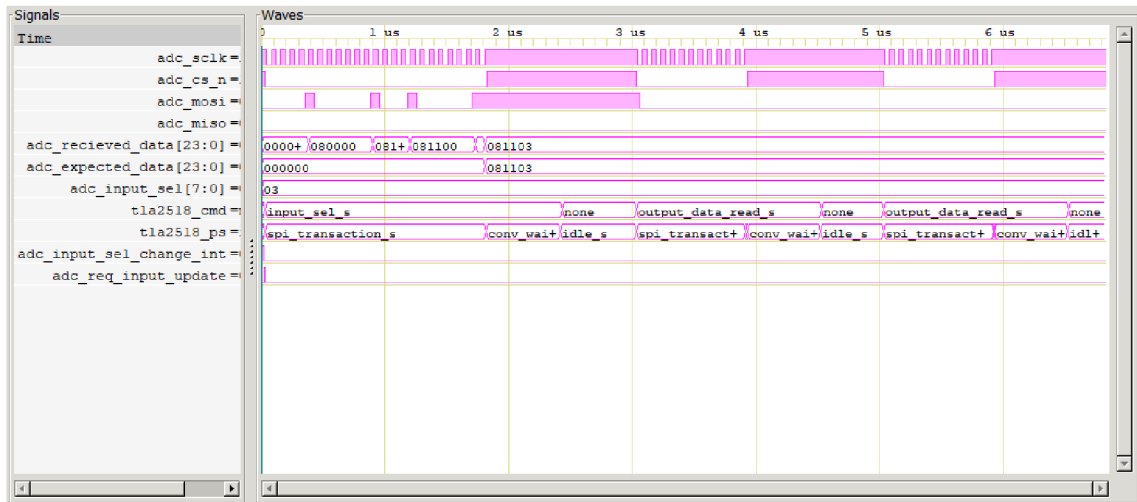 Signals
Waves
Time
1 us 2 us 3 us 4 us 5 us 6 us
adc_sclk =
adc_cs_n =
adc_mosi =
adc_miso =
adc_recieved_data[23:0] = 0000+ 080000 081+ 081100 081103
adc_expected_data[23:0] = 000000 081103
adc_input_sel[7:0] = 03
tla2518_cmd = input_sel_s none output_data_read_s none output_data_read_s none
tla2518_ps = spi_transaction_s conv_wai+ idle_s spi_transact+ conv_wai+ idle_s spi_transact+ conv_wai+ idl+
adc_input_sel_change_int =
adc_req_input_update =